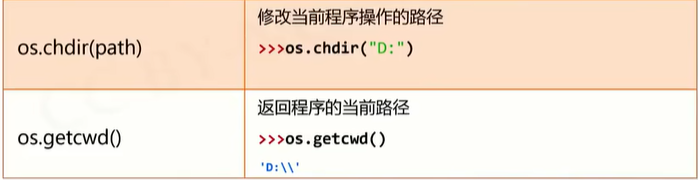 os.chdir(path)
修改当前程序操作的路径
>>>os.chdir("D:")
os.getcwd()
返回程序的当前路径
>>>os.getcwd()
'D:\\'